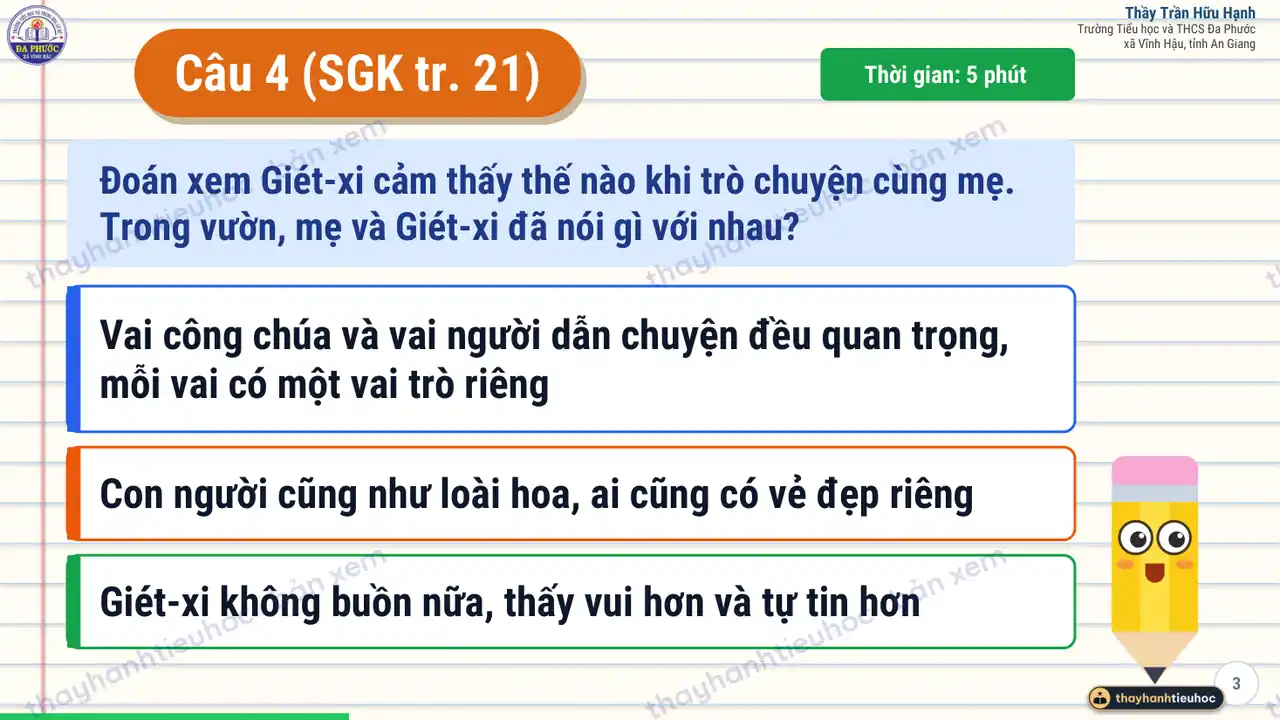 Thầy Trần Hữu Hạnh
Trường Tiểu học và THCS Đa Phước
xã Vĩnh Hậu, tỉnh An Giang
ĐA PHƯỚC
XÃ VĨNH HẬU
Câu 4 (SGK tr. 21)
Thời gian: 5 phút
Đoán xem Giét-xi cảm thấy thế nào khi trò chuyện cùng mẹ.
Trong vườn, mẹ và Giét-xi đã nói gì với nhau?
Vai công chúa và vai người dẫn chuyện đều quan trọng,
mỗi vai có một vai trò riêng
Con người cũng như loài hoa, ai cũng có vẻ đẹp riêng
Giét-xi không buồn nữa, thấy vui hơn và tự tin hơn
thayhanhtieuhoc
3